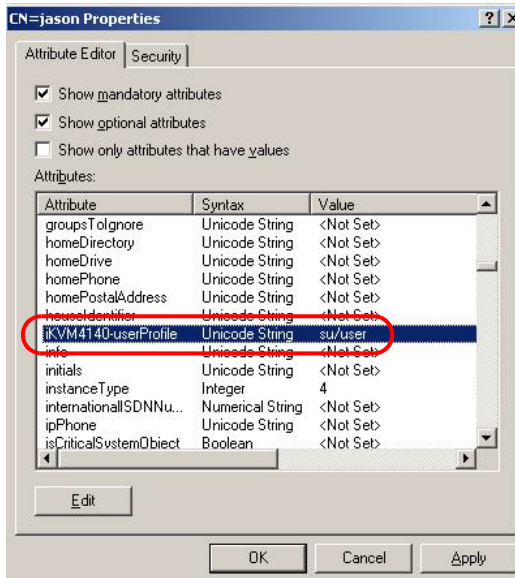 CN=jason Properties
Attribute Editor Security
Show mandatory attributes
Show optional attributes
Show only attributes that have values
Attributes:
Attribute Syntax Value
groupsToIgnore Unicode String <Not Set>
homeDirectory Unicode String <Not Set>
homeDrive Unicode String <Not Set>
homePhone Unicode String <Not Set>
homePostalAddress Unicode String <Not Set>
houseIdentifier Unicode String <Not Set>
iKVM4140-userProfile Unicode String su/user
info Unicode String <Not Set>
initials Unicode String <Not Set>
instanceType Integer 4
internationalISDNNu... Numerical String <Not Set>
ipPhone Unicode String <Not Set>
isCriticalSystemObject Boolean <Not Set>
Edit
OK Cancel Apply